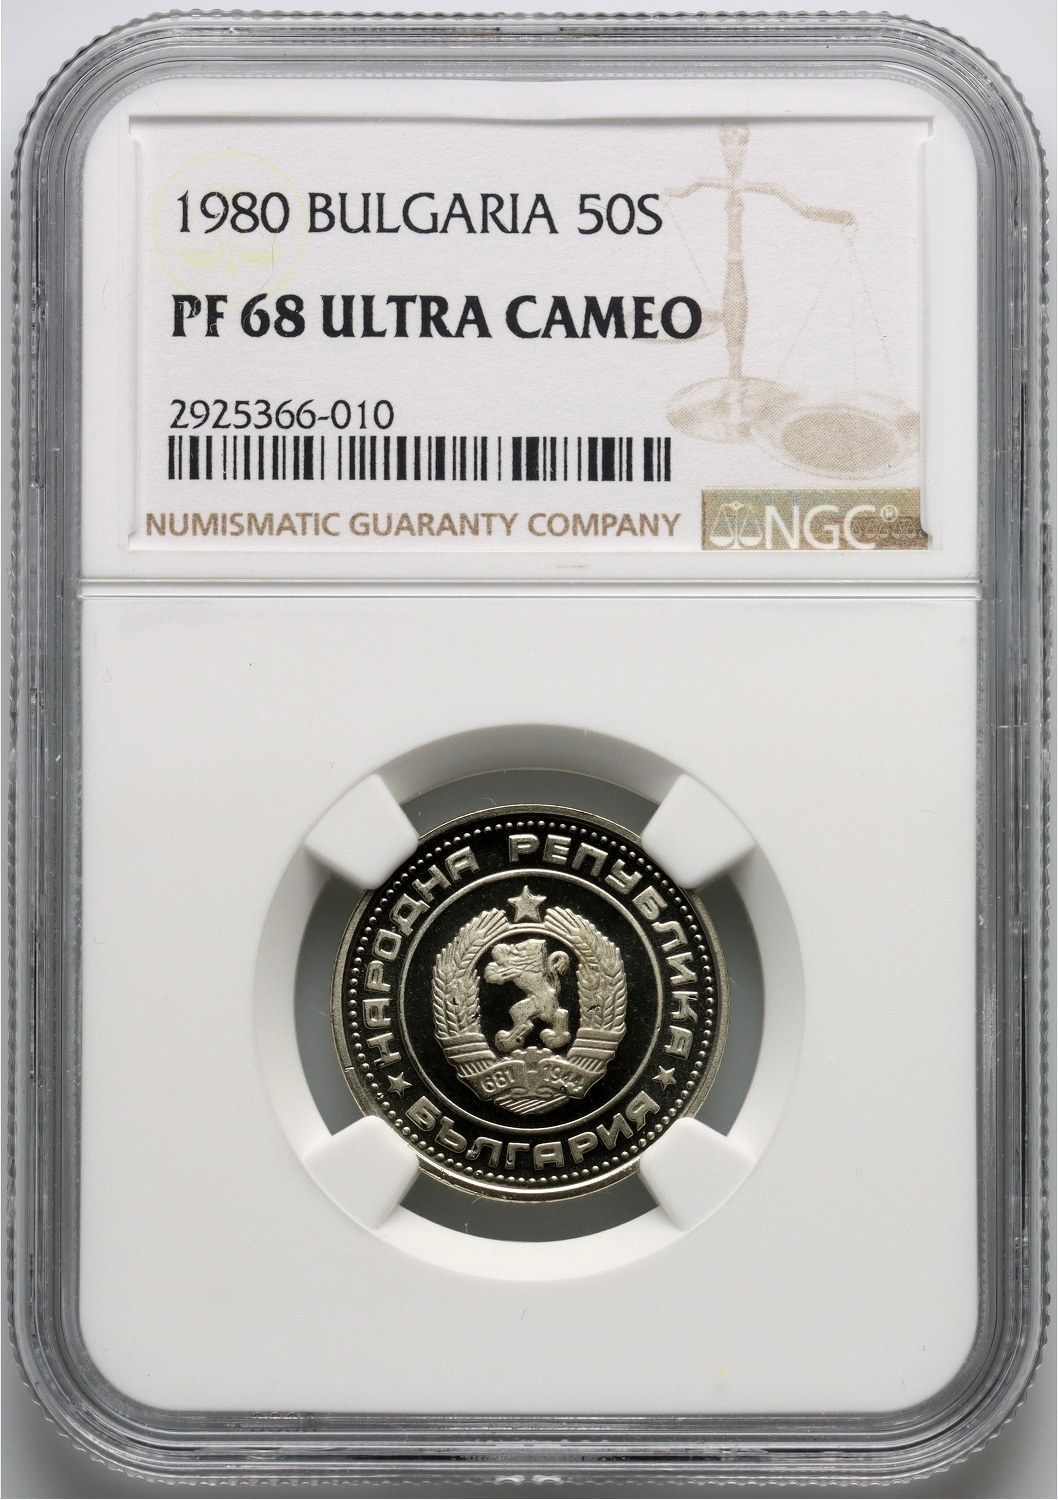 1980 BULGARIA 50S
PF 68 ULTRA CAMEO
2925366-010
NUMISMATIC GUARANTY COMPANY
NGC®
НАРОДНА РЕПУБЛИКА
БЪЛГАРИЯ
681 1944